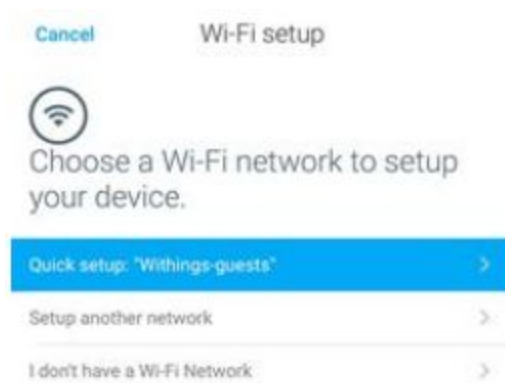 Cancel
Wi-Fi setup
Choose a Wi-Fi network to setup
your device.
Quick setup: "Withings-guests"
Setup another network
I don't have a Wi-Fi Network